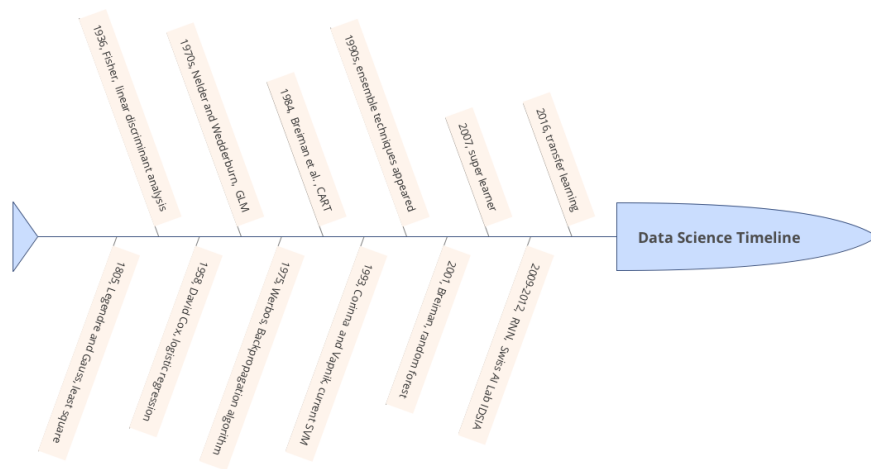 1936, Fisher, linear discriminant analysis
1970s, Nelder and Wedderburn, GLM
1984, Breiman et al., CART
1990s, ensemble techniques appeared
2007, super learner
2016, transfer learning
Data Science Timeline
1805, Legendre and Gauss, least square
1958, David Cox, logistic regression
1975, Werbos, Backpropagation algorithm
1993, Corinna and Vapnik, current SVM
2001, Breiman, random forest
2009-2012, RNN, Swiss AI Lab IDSIA